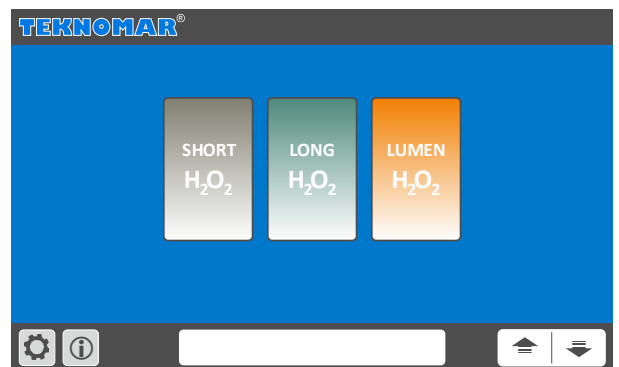 TEKNOMAR®
SHORT
H₂O₂
LONG
H₂O₂
LUMEN
H₂O₂